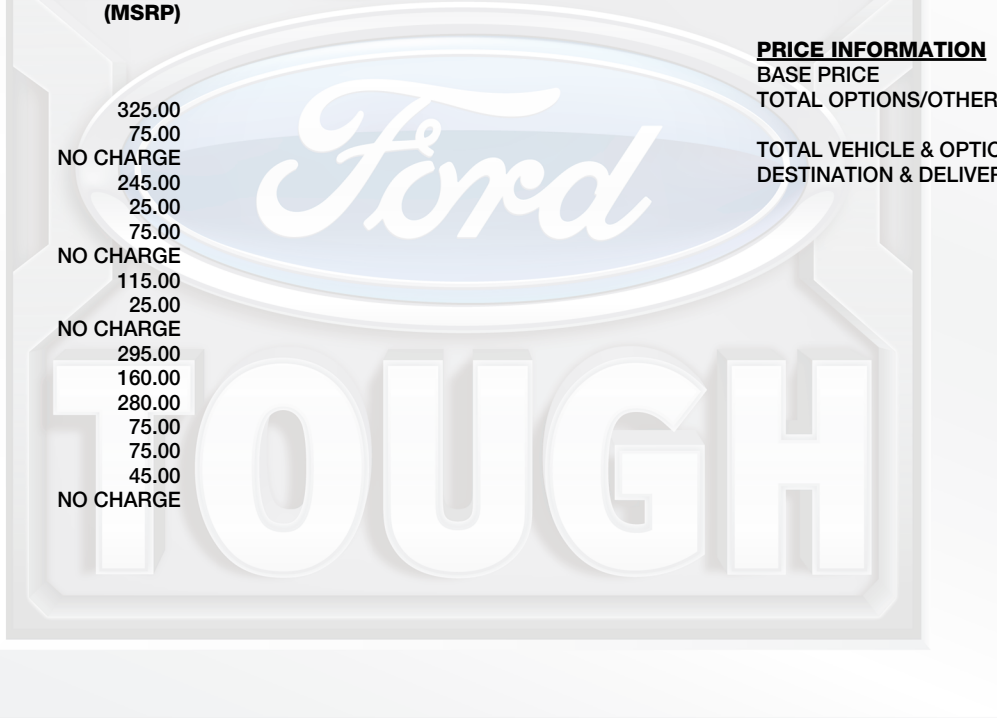 (MSRP)
325.00
75.00
NO CHARGE
245.00
25.00
75.00
NO CHARGE
115.00
25.00
NO CHARGE
295.00
160.00
280.00
75.00
75.00
45.00
NO CHARGE
PRICE INFORMATION
BASE PRICE
TOTAL OPTIONS/OTHER
TOTAL VEHICLE & OPTIO
DESTINATION & DELIVER
Ford
TOUGH